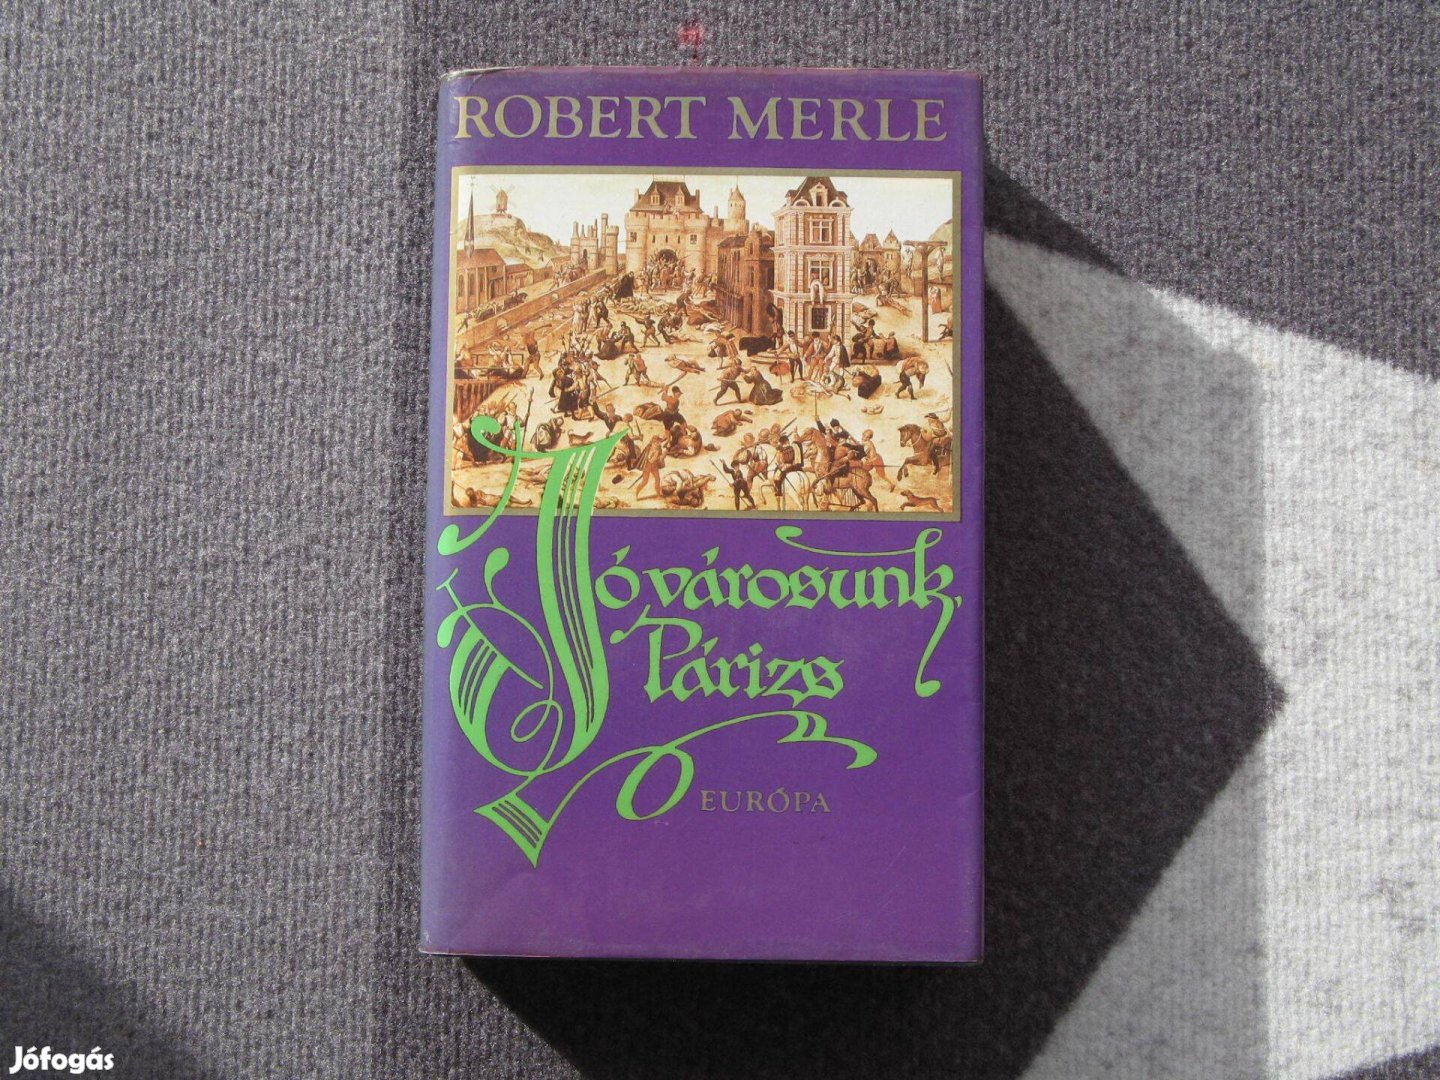 ROBERT MERLE
Jó városunk,
Párizs
EURÓPA
Jófogás